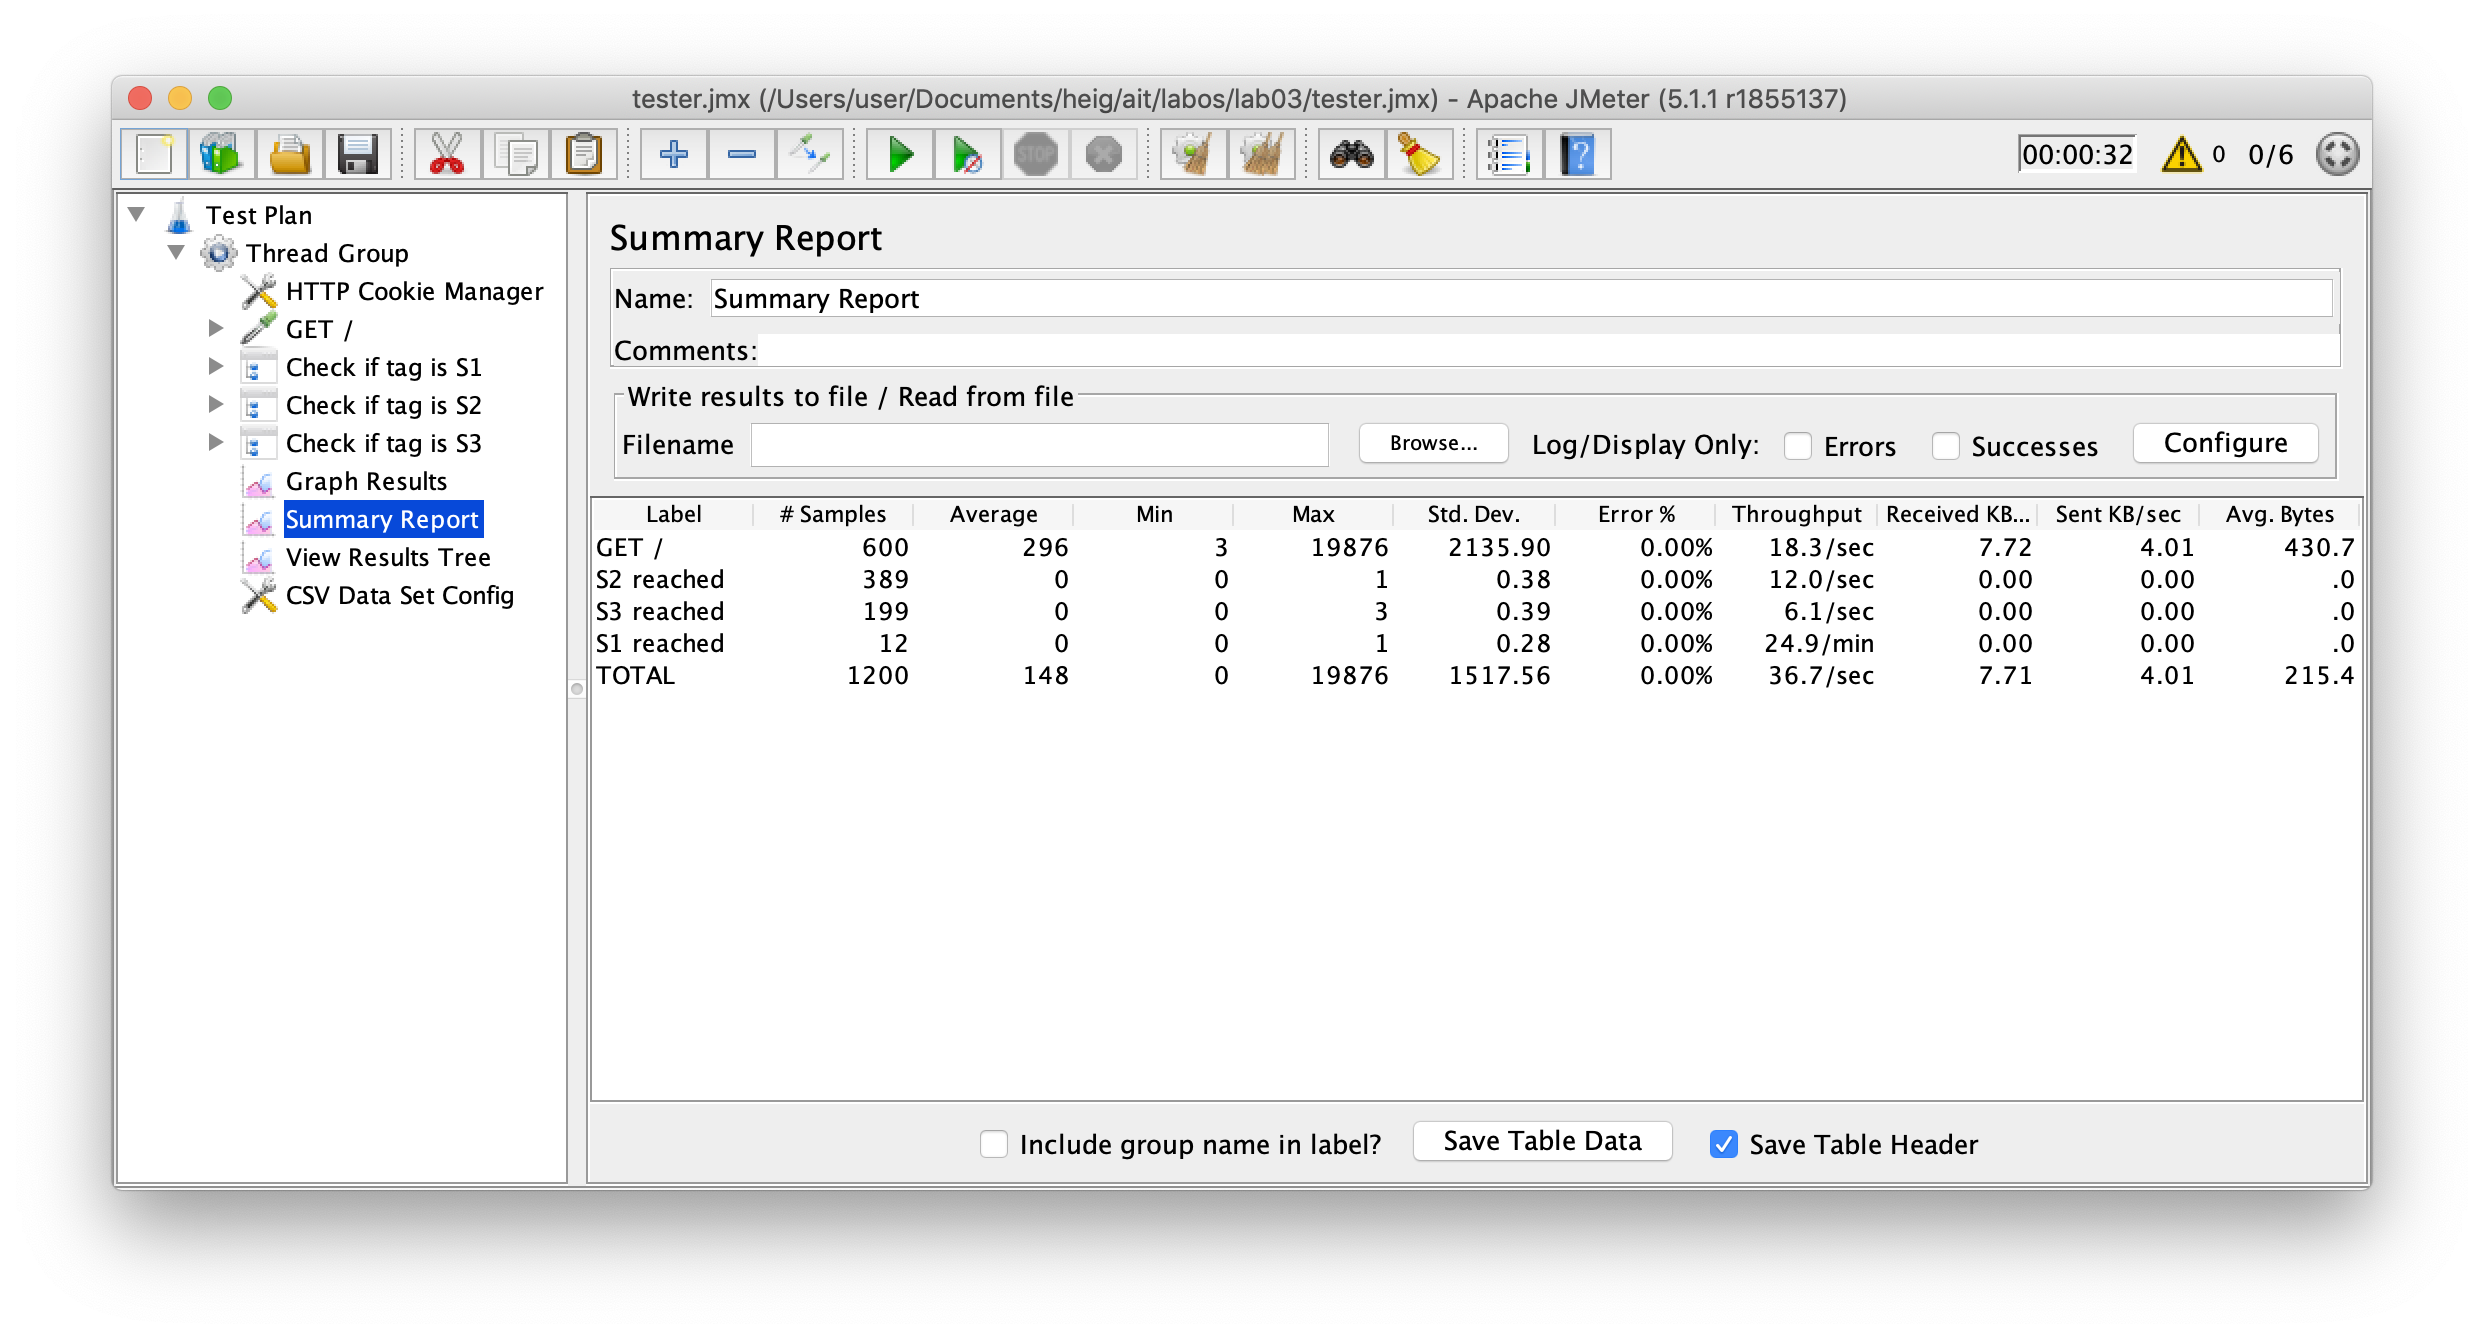 tester.jmx (/Users/user/Documents/heig/ait/labos/lab03/tester.jmx) - Apache JMeter (5.1.1 r1855137)
STOP ? 00:00:32 0 0/6
Test Plan
Thread Group
HTTP Cookie Manager
GET /
Check if tag is S1
Check if tag is S2
Check if tag is S3
Graph Results
Summary Report
View Results Tree
CSV Data Set Config
Summary Report
Name: Summary Report
Comments:
Write results to file / Read from file
Filename Browse... Log/Display Only: Errors Successes Configure
Label # Samples Average Min Max Std. Dev. Error % Throughput Received KB... Sent KB/sec Avg. Bytes
GET / 600 296 3 19876 2135.90 0.00% 18.3/sec 7.72 4.01 430.7
S2 reached 389 0 0 1 0.38 0.00% 12.0/sec 0.00 0.00 .0
S3 reached 199 0 0 3 0.39 0.00% 6.1/sec 0.00 0.00 .0
S1 reached 12 0 0 1 0.28 0.00% 24.9/min 0.00 0.00 .0
TOTAL 1200 148 0 19876 1517.56 0.00% 36.7/sec 7.71 4.01 215.4
Include group name in label? Save Table Data Save Table Header